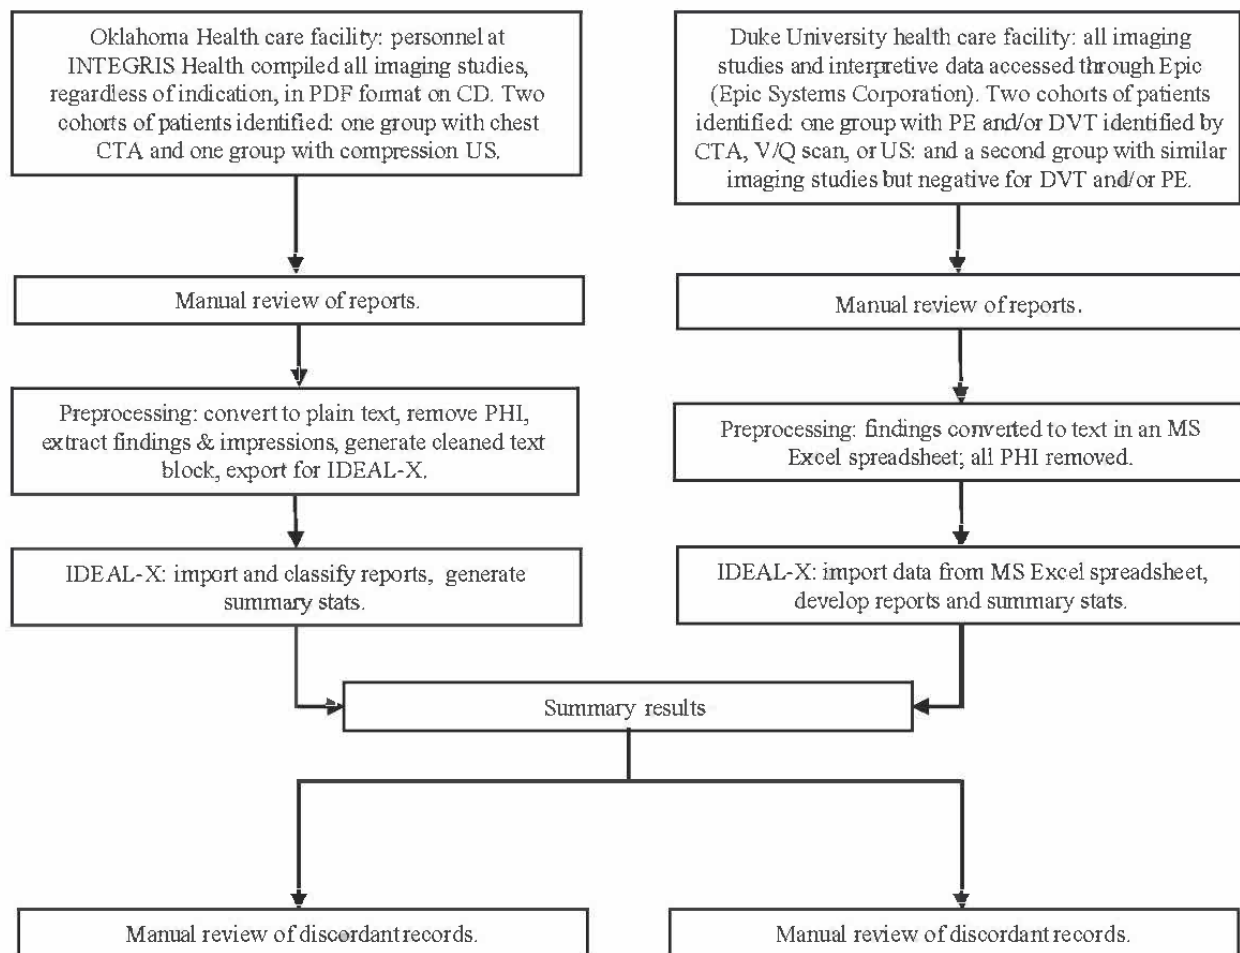 Oklahoma Health care facility: personnel at
INTEGRIS Health compiled all imaging studies,
regardless of indication, in PDF format on CD. Two
cohorts of patients identified: one group with chest
CTA and one group with compression US.
Duke University health care facility: all imaging
studies and interpretive data accessed through Epic
(Epic Systems Corporation). Two cohorts of patients
identified: one group with PE and/or DVT identified by
CTA, V/Q scan, or US: and a second group with similar
imaging studies but negative for DVT and/or PE.
Manual review of reports.
Manual review of reports.
Preprocessing: convert to plain text, remove PHI,
extract findings & impressions, generate cleaned text
block, export for IDEAL-X.
Preprocessing: findings converted to text in an MS
Excel spreadsheet; all PHI removed.
IDEAL-X: import and classify reports, generate
summary stats.
IDEAL-X: import data from MS Excel spreadsheet,
develop reports and summary stats.
Summary results
Manual review of discordant records.
Manual review of discordant records.